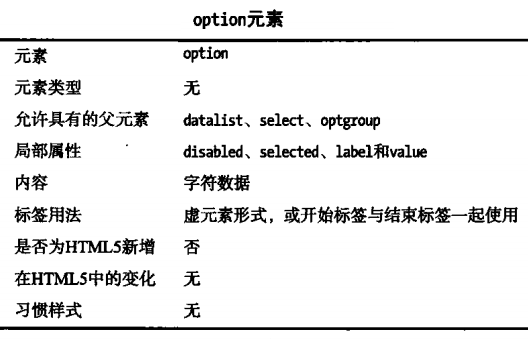 option元素
元素 option
元素类型 无
允许具有的父元素 datalist、select、optgroup
局部属性 disabled、selected、label和value
内容 字符数据
标签用法 虚元素形式，或开始标签与结束标签一起使用
是否为HTML5新增 否
在HTML5中的变化 无
习惯样式 无